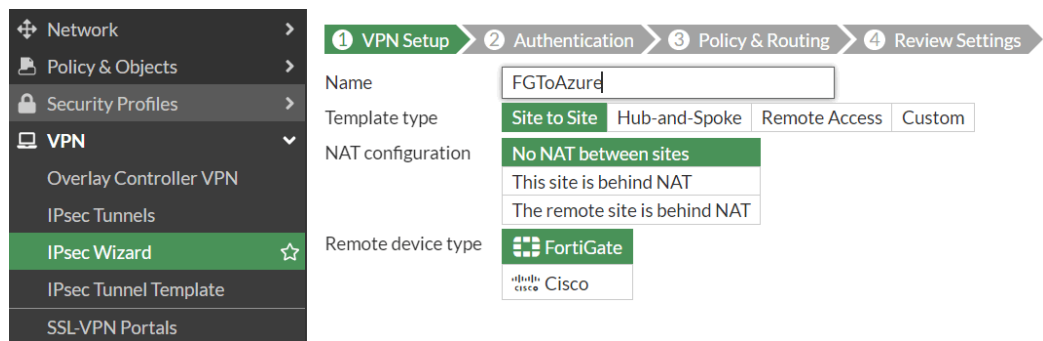 Network
Policy & Objects
Security Profiles
VPN
Overlay Controller VPN
IPsec Tunnels
IPsec Wizard
IPsec Tunnel Template
SSL-VPN Portals
1 VPN Setup 2 Authentication 3 Policy & Routing 4 Review Settings
Name FGToAzure
Template type Site to Site Hub-and-Spoke Remote Access Custom
NAT configuration No NAT between sites
This site is behind NAT
The remote site is behind NAT
Remote device type FortiGate
cisco Cisco